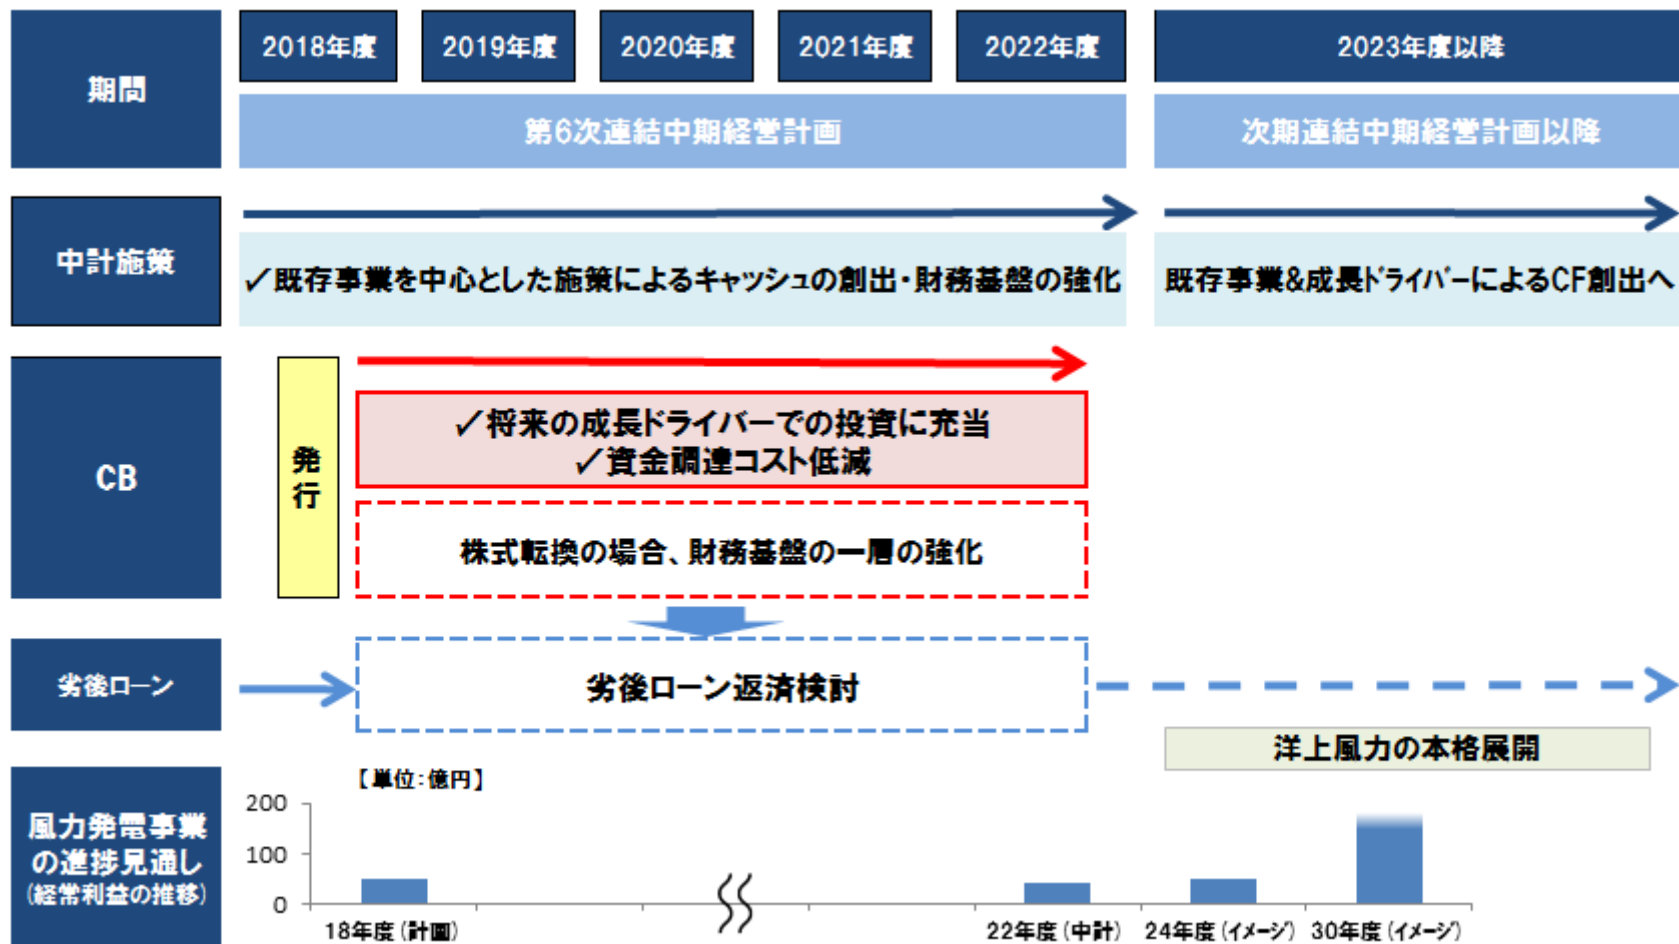 期間
2018年度
2019年度
2020年度
2021年度
2022年度
2023年度以降
第6次連結中期経営計画
次期連結中期経営計画以降
中計施策
✓既存事業を中心とした施策によるキャッシュの創出・財務基盤の強化
既存事業&成長ドライバーによるCF創出へ
CB
発
行
✓将来の成長ドライバーでの投資に充当
✓資金調達コスト低減
株式転換の場合、財務基盤の一層の強化
劣後ローン
劣後ローン返済検討
洋上風力の本格展開
風力発電事業
の進捗見通し
(経常利益の推移)
【単位:億円】
200
100
0
18年度(計画)
22年度(中計)
24年度(イメージ)
30年度(イメージ)